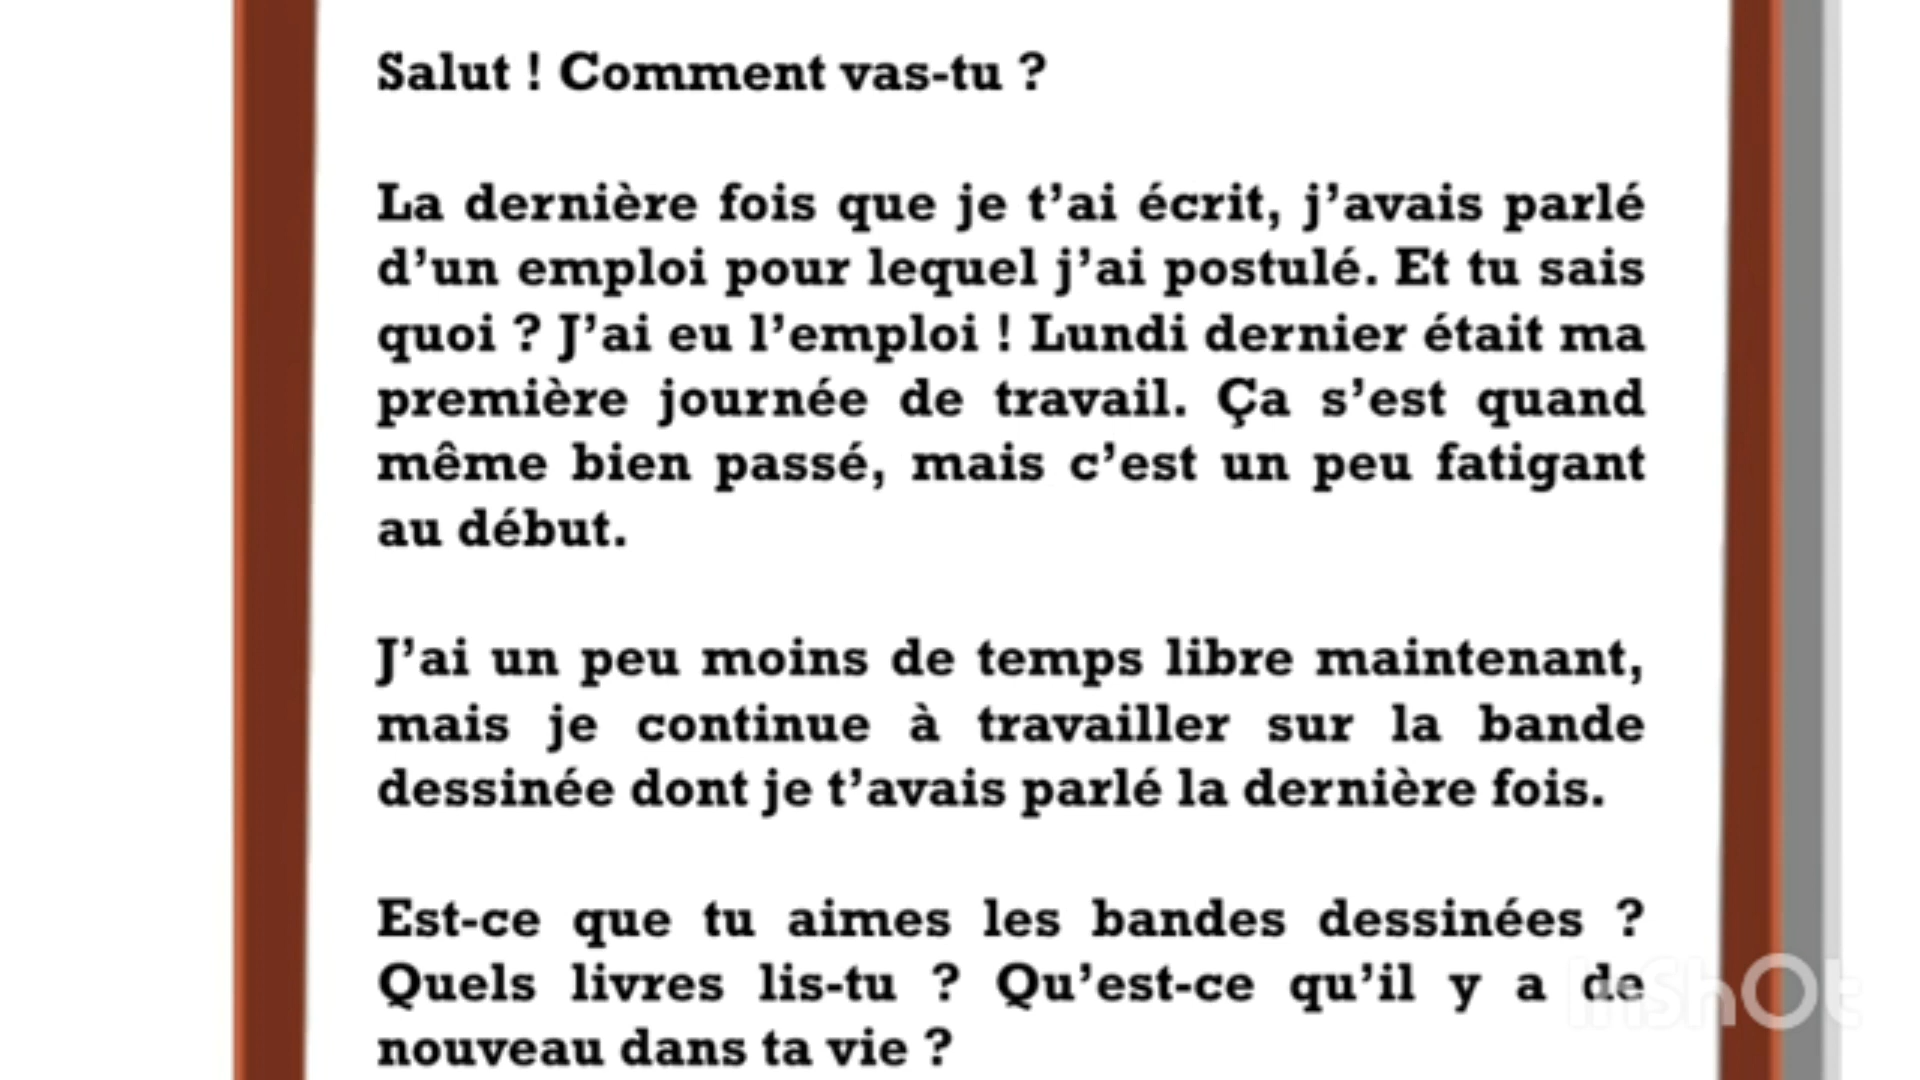 Salut ! Comment vas-tu ?
La dernière fois que je t’ai écrit, j’avais parlé
d’un emploi pour lequel j’ai postulé. Et tu sais
quoi ? J’ai eu l’emploi ! Lundi dernier était ma
première journée de travail. Ça s’est quand
même bien passé, mais c’est un peu fatigant
au début.
J’ai un peu moins de temps libre maintenant,
mais je continue à travailler sur la bande
dessinée dont je t’avais parlé la dernière fois.
Est-ce que tu aimes les bandes dessinées ?
Quels livres lis-tu ? Qu’est-ce qu’il y a de
nouveau dans ta vie ?
InShOt